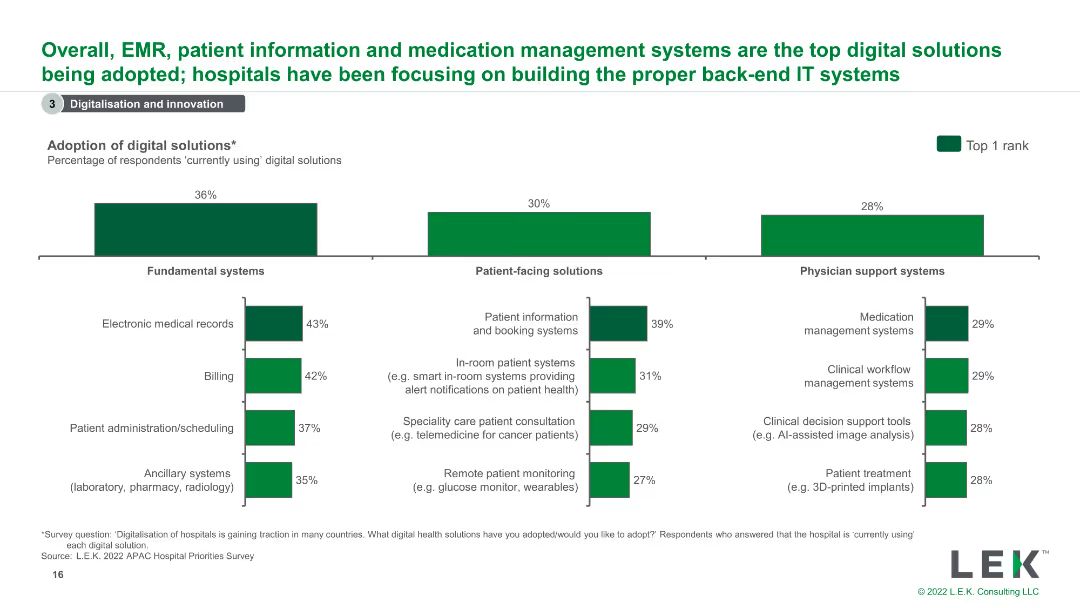 Overall, EMR, patient information and medication management systems are the top digital solutions
being adopted; hospitals have been focusing on building the proper back-end IT systems
3 Digitalisation and innovation
Adoption of digital solutions*
Percentage of respondents 'currently using' digital solutions
Top 1 rank
36%
30%
28%
Fundamental systems
Patient-facing solutions
Physician support systems
Electronic medical records
43%
Billing
42%
Patient administration/scheduling
37%
Ancillary systems
(laboratory, pharmacy, radiology)
35%
Patient information
and booking systems
39%
In-room patient systems
(e.g. smart in-room systems providing
alert notifications on patient health)
31%
Speciality care patient consultation
(e.g. telemedicine for cancer patients)
29%
Remote patient monitoring
(e.g. glucose monitor, wearables)
27%
Medication
management systems
29%
Clinical workflow
management systems
29%
Clinical decision support tools
(e.g. AI-assisted image analysis)
28%
Patient treatment
(e.g. 3D-printed implants)
28%
*Survey question: 'Digitalisation of hospitals is gaining traction in many countries. What digital health solutions have you adopted/would you like to adopt?' Respondents who answered that the hospital is 'currently using'
each digital solution.
Source: L.E.K. 2022 APAC Hospital Priorities Survey
16
LEK™
© 2022 L.E.K. Consulting LLC